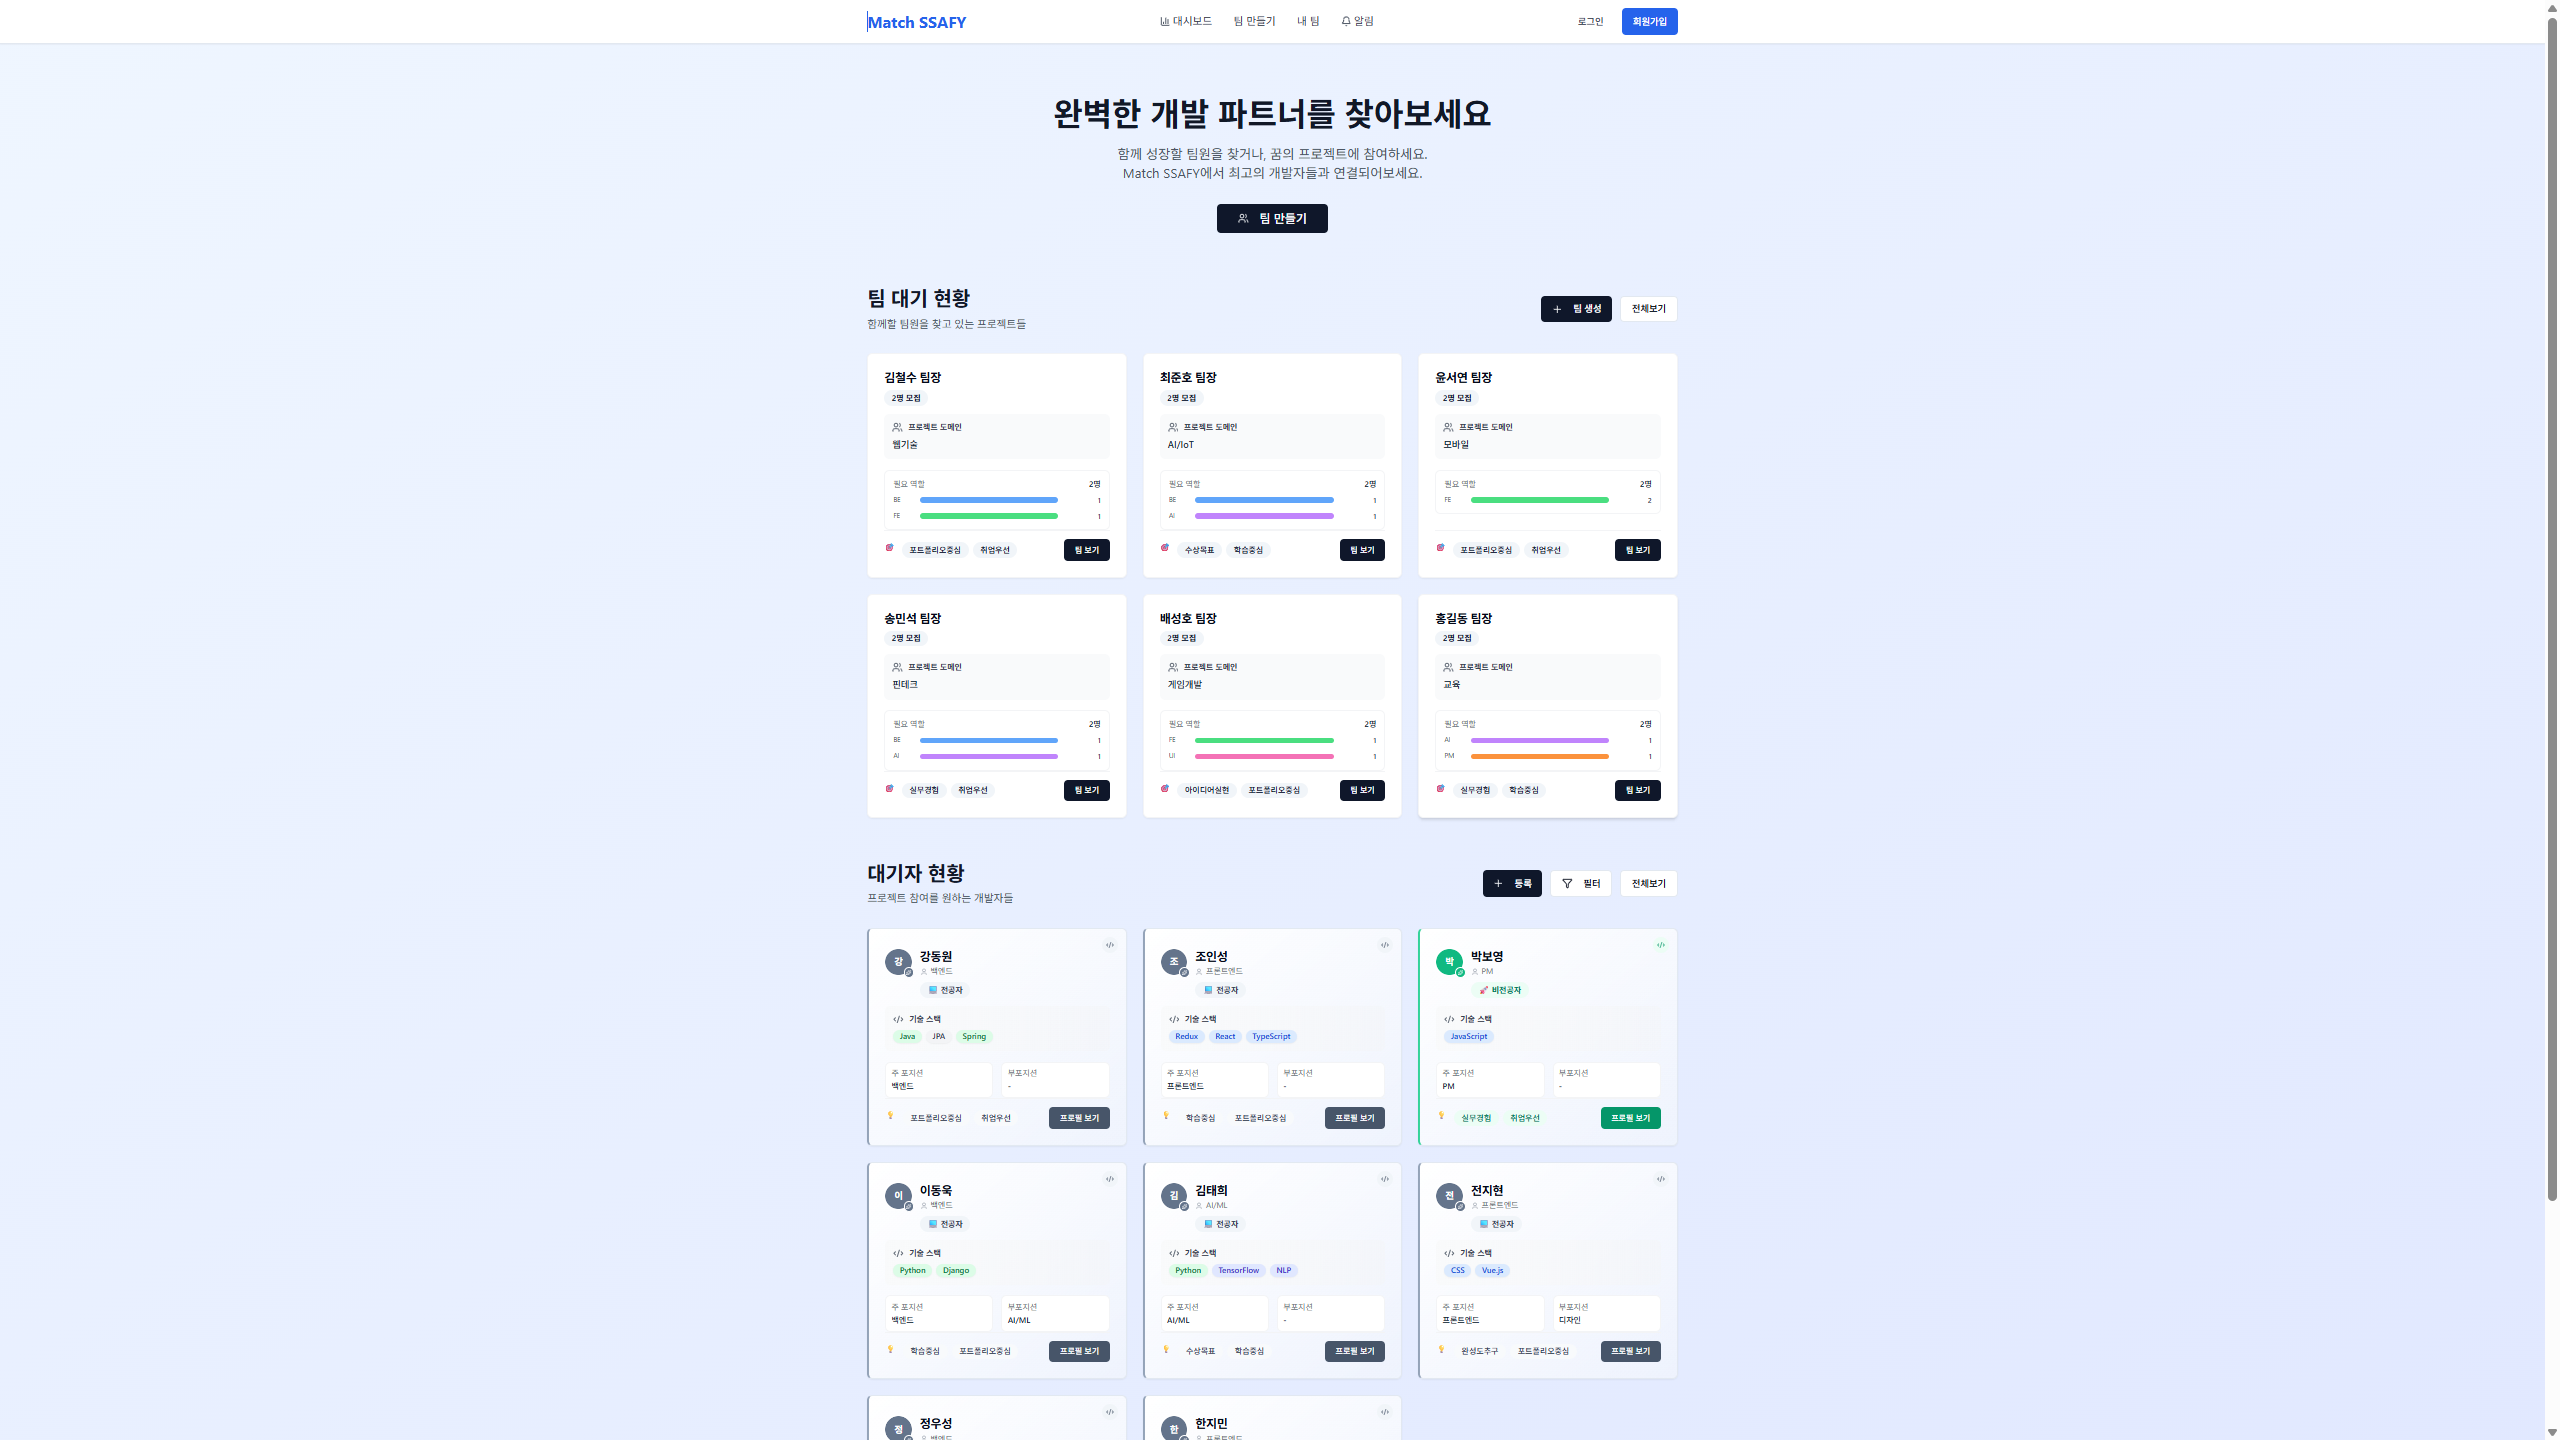 Match SSAFY
대시보드 팀 만들기 내 팀 알림
로그인 회원가입
완벽한 개발 파트너를 찾아보세요
함께 성장할 팀원을 찾거나, 꿈의 프로젝트에 참여하세요.
Match SSAFY에서 최고의 개발자들과 연결되어보세요.
팀 만들기
팀 대기 현황
함께할 팀원을 찾고 있는 프로젝트들
팀 생성 전체보기
김철수 팀장
2명 모집
프로젝트 도메인
웹기술
필요 역할 2명
BE 1
FE 1
포트폴리오중심 취업우선 팀 보기
최준호 팀장
2명 모집
프로젝트 도메인
AI/IoT
필요 역할 2명
BE 1
AI 1
수상목표 학습중심 팀 보기
윤서연 팀장
2명 모집
프로젝트 도메인
모바일
필요 역할 2명
FE 2
포트폴리오중심 취업우선 팀 보기
송민석 팀장
2명 모집
프로젝트 도메인
핀테크
필요 역할 2명
BE 1
AI 1
실무경험 취업우선 팀 보기
배성호 팀장
2명 모집
프로젝트 도메인
게임개발
필요 역할 2명
FE 1
UI 1
아이디어실현 포트폴리오중심 팀 보기
홍길동 팀장
2명 모집
프로젝트 도메인
교육
필요 역할 2명
AI 1
PM 1
실무경험 학습중심 팀 보기
대기자 현황
프로젝트 참여를 원하는 개발자들
등록 필터 전체보기
강 강동원
백엔드
전공자
기술 스택
Java JPA Spring
주 포지션 부포지션
백엔드 -
포트폴리오중심 취업우선 프로필 보기
조 조인성
프론트엔드
전공자
기술 스택
Redux React TypeScript
주 포지션 부포지션
프론트엔드 -
학습중심 포트폴리오중심 프로필 보기
박 박보영
PM
비전공자
기술 스택
JavaScript
주 포지션 부포지션
PM -
실무경험 취업우선 프로필 보기
이 이동욱
백엔드
전공자
기술 스택
Python Django
주 포지션 부포지션
백엔드 AI/ML
학습중심 포트폴리오중심 프로필 보기
김 김태희
AI/ML
전공자
기술 스택
Python TensorFlow NLP
주 포지션 부포지션
AI/ML -
수상목표 학습중심 프로필 보기
전 전지현
프론트엔드
전공자
기술 스택
CSS Vue.js
주 포지션 부포지션
프론트엔드 디자인
완성도추구 포트폴리오중심 프로필 보기
정 정우성
백엔드
한 한지민
프론트엔드